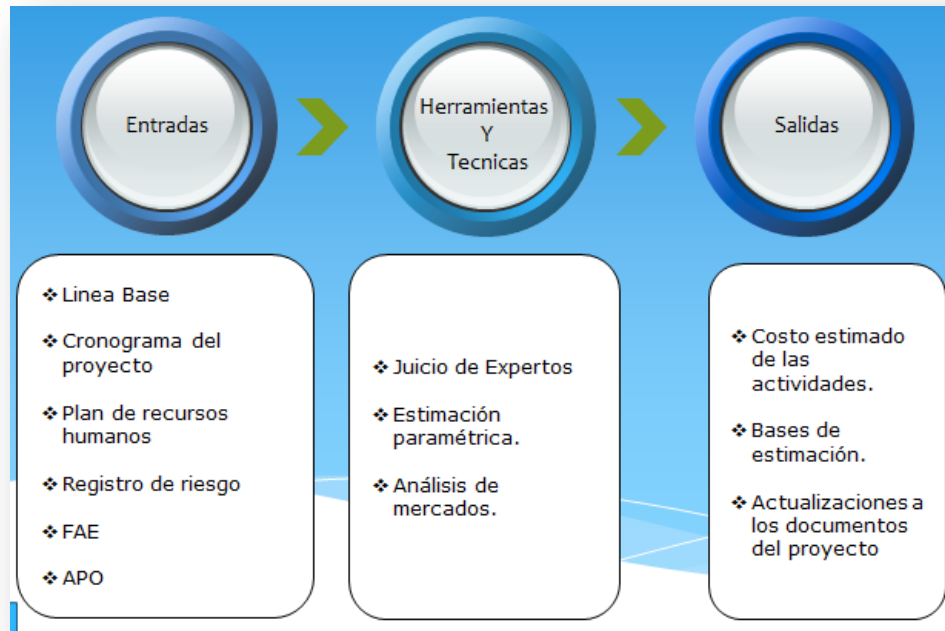 Entradas
Herramientas
Y
Tecnicas
Salidas
❖ Linea Base
❖ Cronograma del
proyecto
❖ Plan de recursos
humanos
❖ Registro de riesgo
❖ FAE
❖ APO
❖ Juicio de Expertos
❖ Estimación
paramétrica.
❖ Análisis de
mercados.
❖ Costo estimado
de las
actividades.
❖ Bases de
estimación.
❖ Actualizaciones a
los documentos
del proyecto